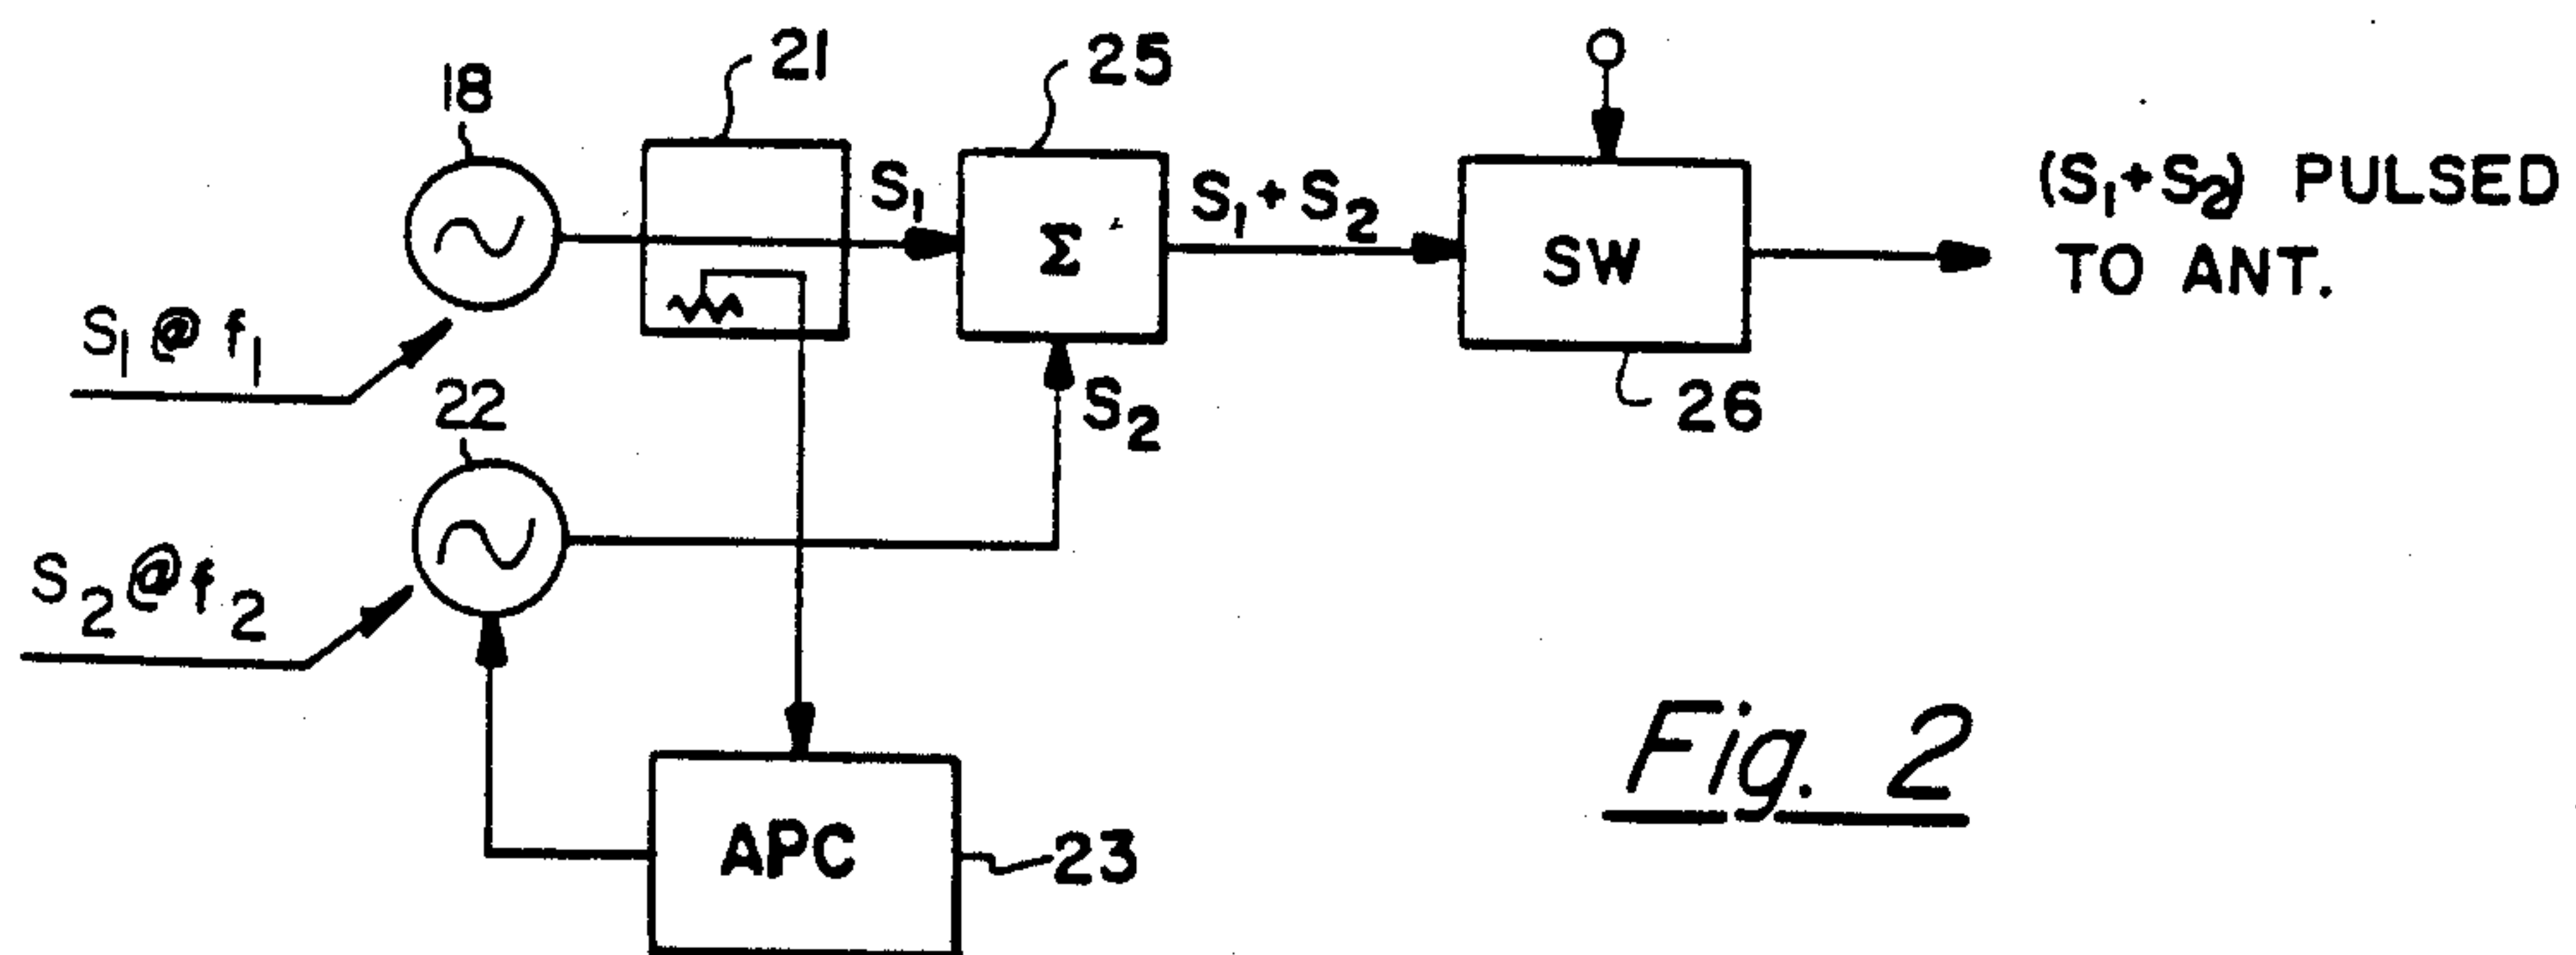 18
21
25
S₁
Σ
S₁+S₂
SW
(S₁+S₂) PULSED
TO ANT.
S₁ @ f₁
22
S₂
26
S₂ @ f₂
APC
23
Fig. 2